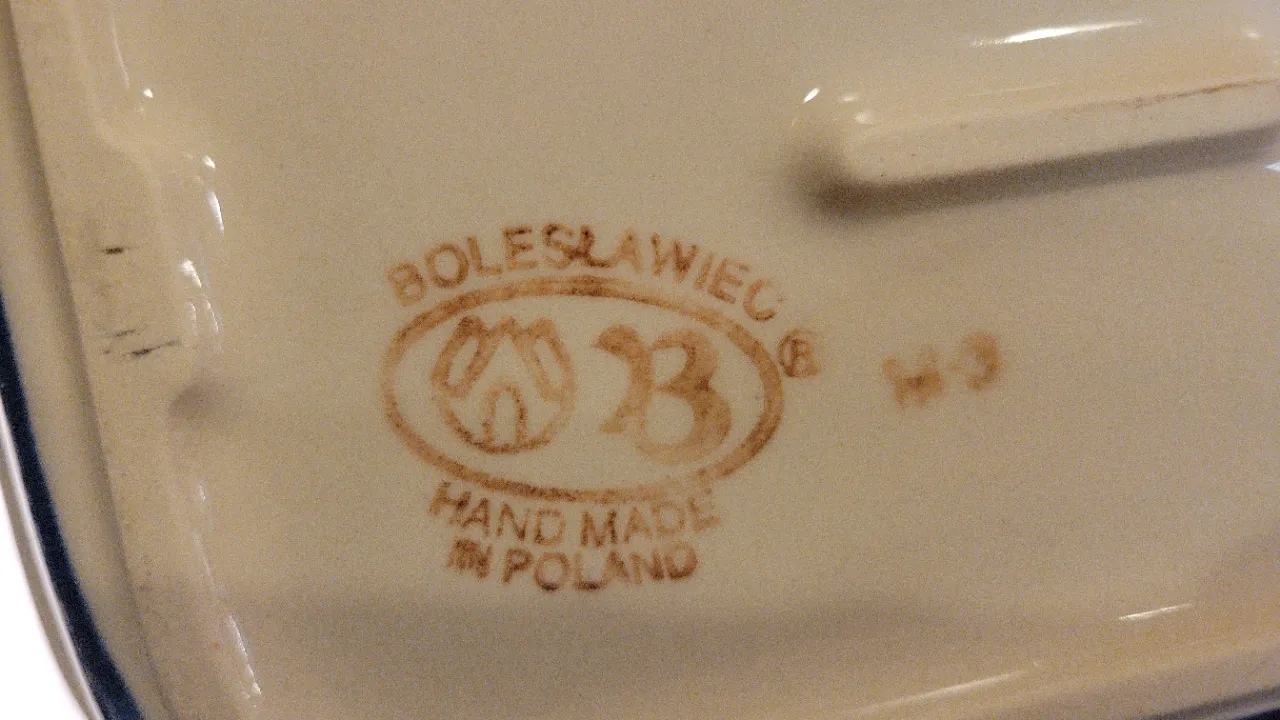 BOLESŁAWIEC
B ®
HAND MADE
IN POLAND